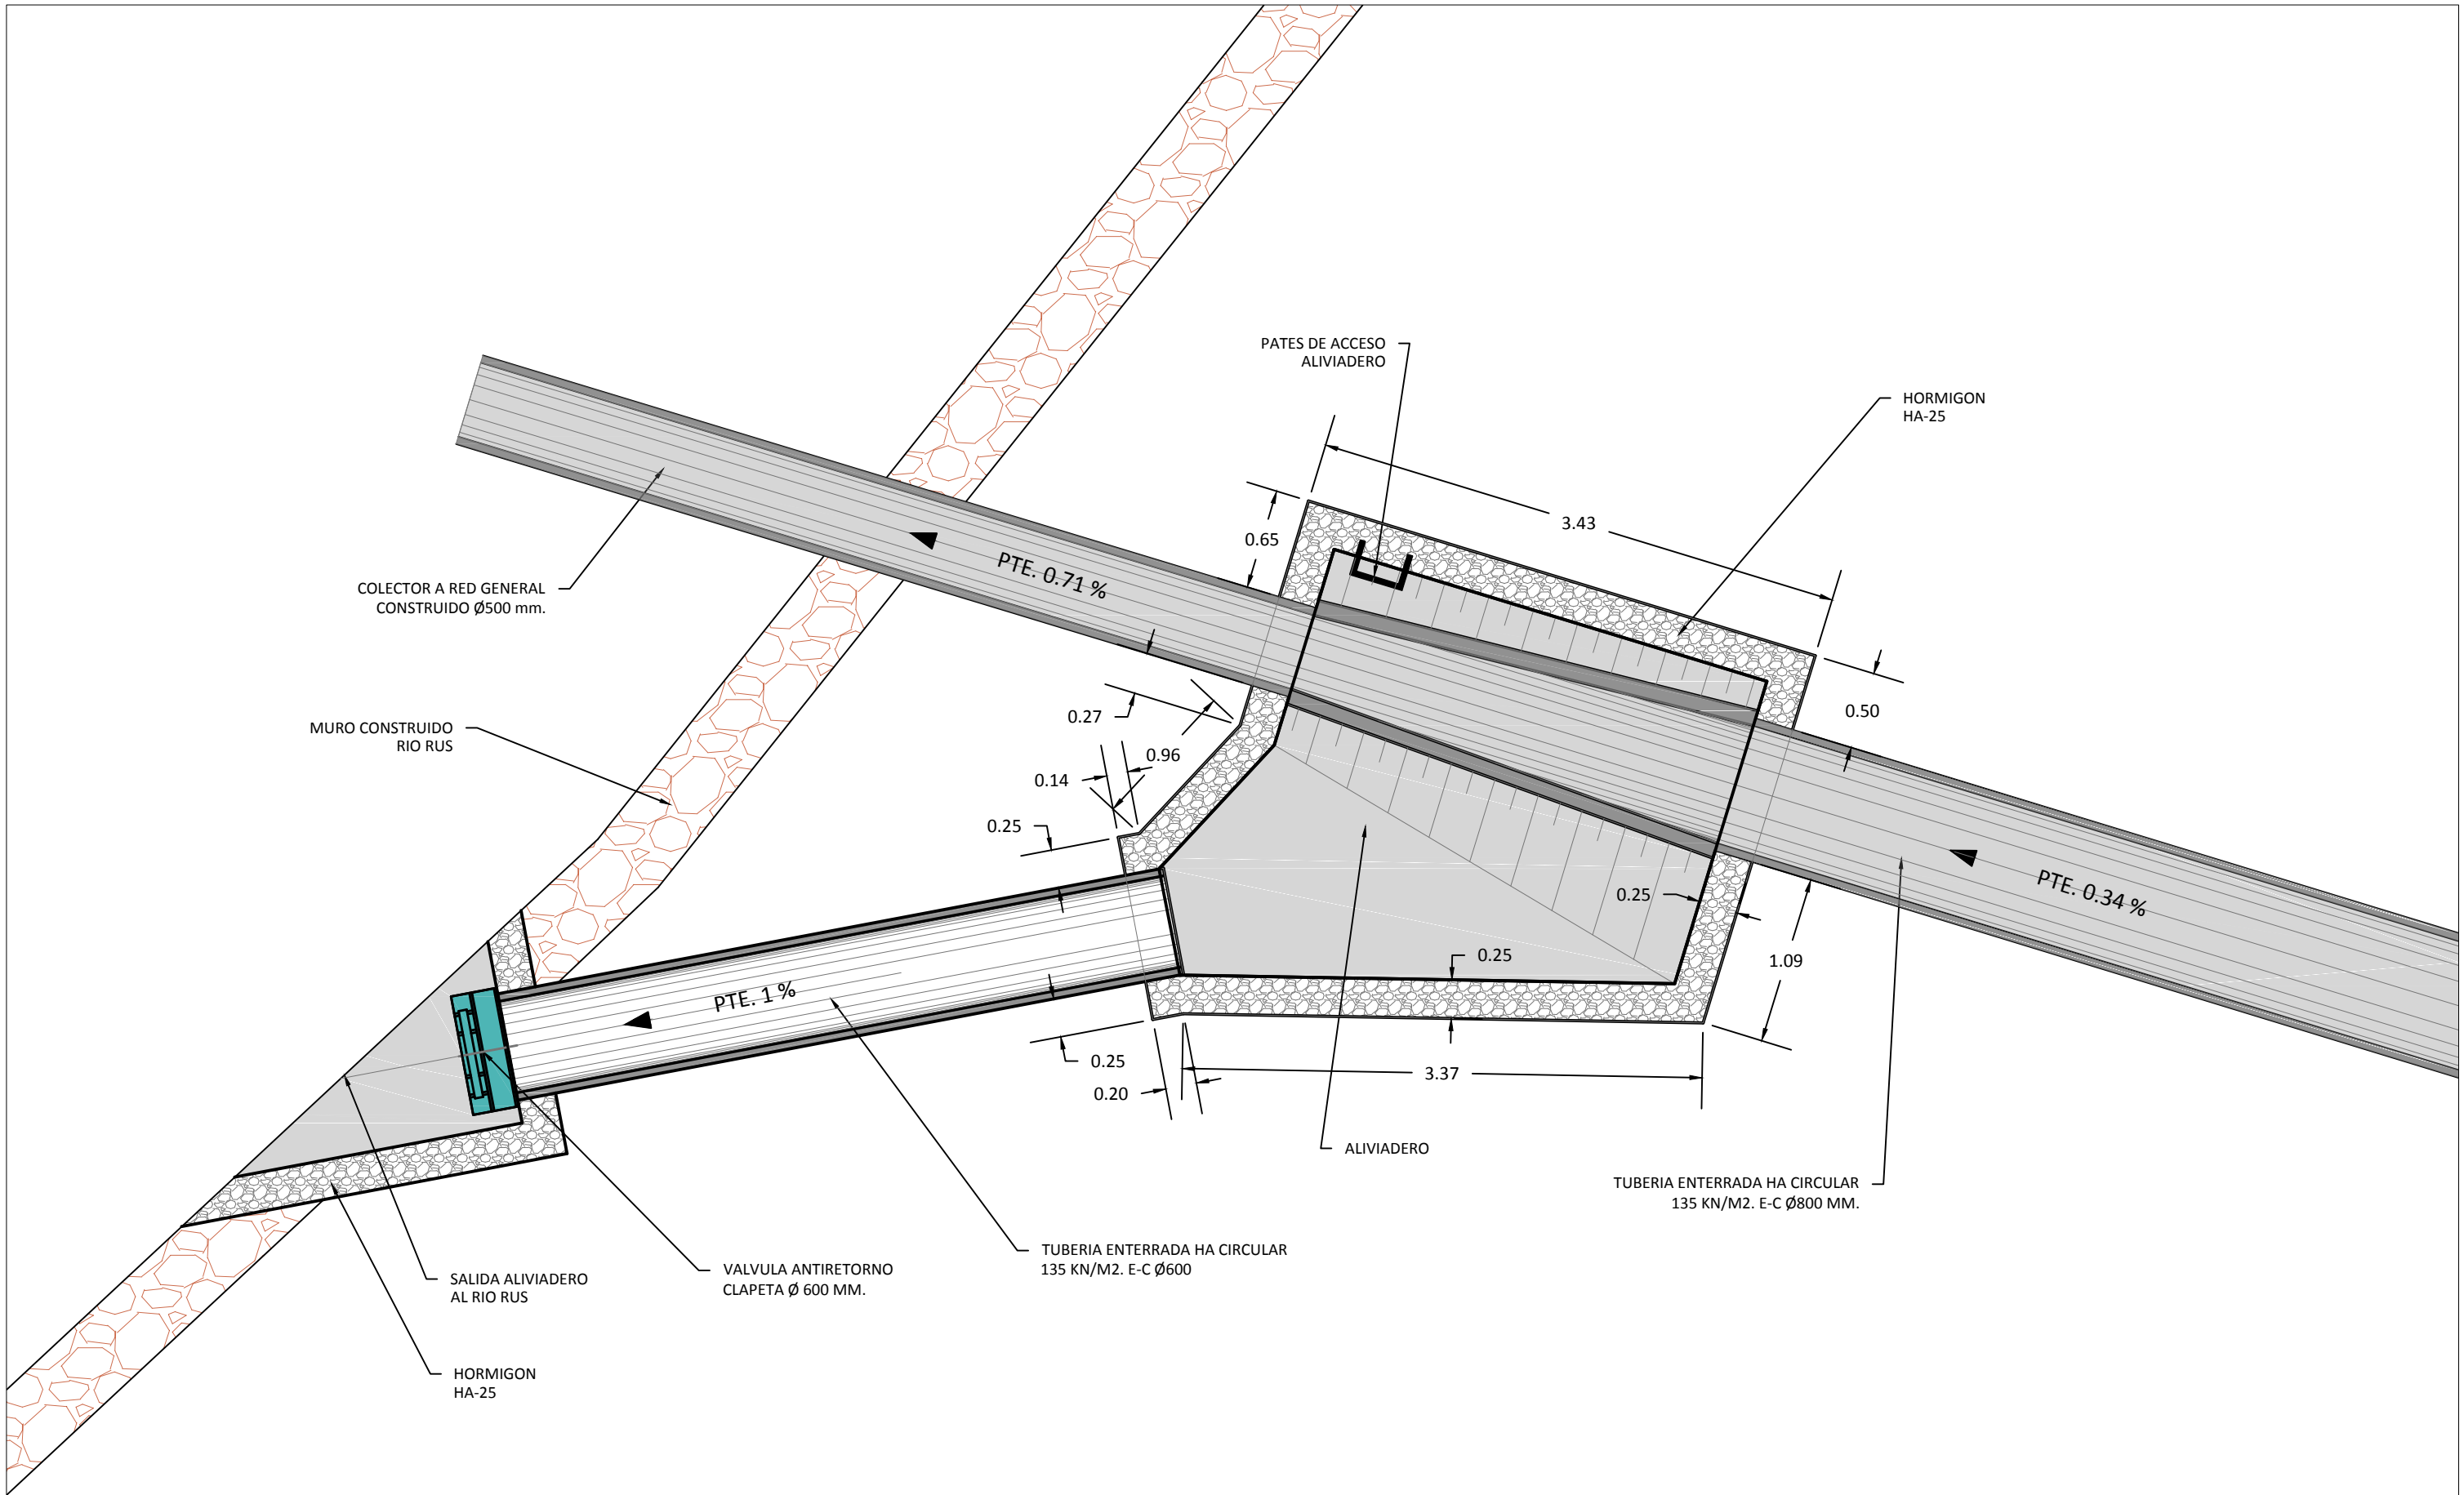 PATES DE ACCESO
ALIVIADERO
HORMIGON
HA-25
3.43
0.65
PTE. 0.71 %
COLECTOR A RED GENERAL
CONSTRUIDO Ø500 mm.
0.50
0.27
MURO CONSTRUIDO
RIO RUS
0.96
0.14
0.25
0.25
PTE. 0.34 %
0.25
1.09
PTE. 1 %
0.25
3.37
0.20
ALIVIADERO
TUBERIA ENTERRADA HA CIRCULAR
135 KN/M2. E-C Ø800 MM.
TUBERIA ENTERRADA HA CIRCULAR
135 KN/M2. E-C Ø600
VALVULA ANTIRETORNO
CLAPETA Ø 600 MM.
SALIDA ALIVIADERO
AL RIO RUS
HORMIGON
HA-25